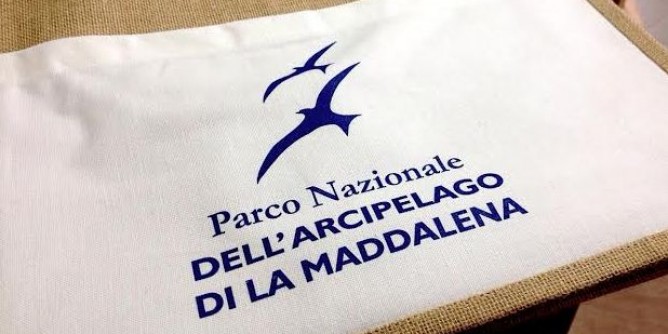 Parco Nazionale
DELL'ARCIPELAGO
DI LA MADDALENA